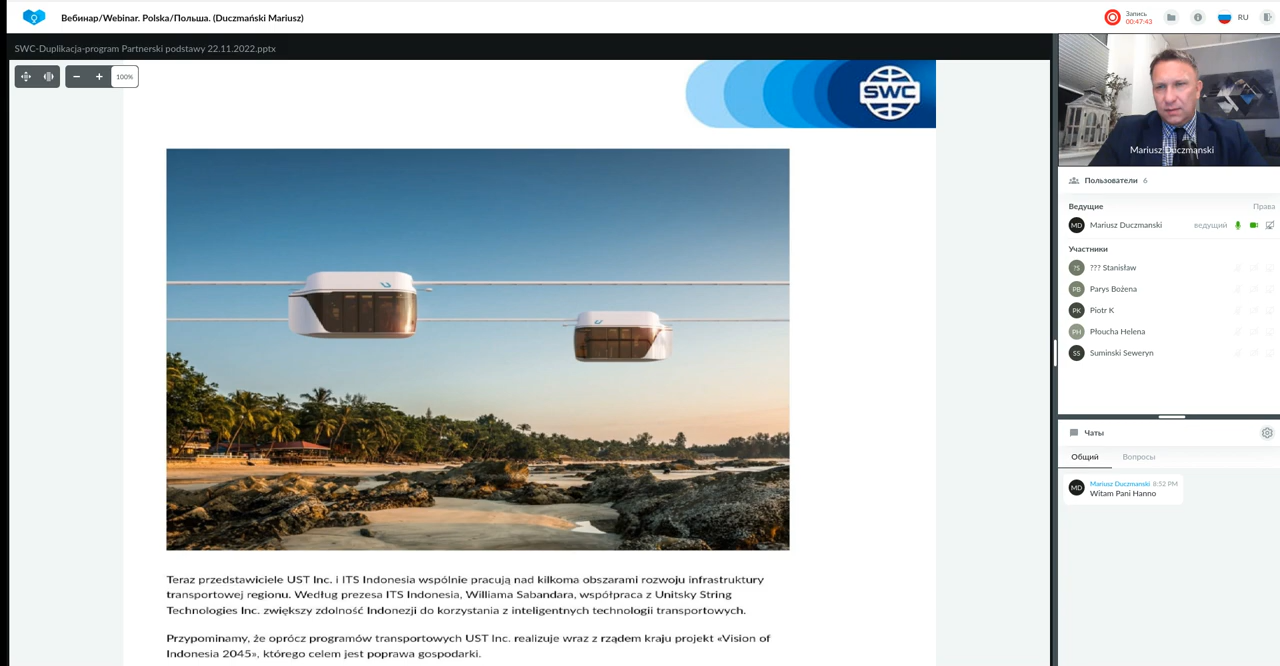 Вебинар/Webinar. Polska/Польша. (Duczmański Mariusz)
Запись
00:47:43
RU
SWC-Duplikacja-program Partnerski podstawy 22.11.2022.pptx
100%
SWC
Teraz przedstawiciele UST Inc. i ITS Indonesia wspólnie pracują nad kilkoma obszarami rozwoju infrastruktury
transportowej regionu. Według prezesa ITS Indonesia, Williama Sabandara, współpraca z Unitsky String
Technologies Inc. zwiększy zdolność Indonezji do korzystania z inteligentnych technologii transportowych.
Przypominamy, że oprócz programów transportowych UST Inc. realizuje wraz z rządem kraju projekt «Vision of
Indonesia 2045», którego celem jest poprawa gospodarki.
Mariusz Duczmanski
Пользователи 6
Ведущие Права
MD Mariusz Duczmanski ведущий
Участники
?S ??? Stanisław
PB Parys Bożena
PK Piotr K
PH Płoucha Helena
SS Suminski Seweryn
Чаты
Общий Вопросы
MD Mariusz Duczmanski 8:52 PM
Witam Pani Hanno